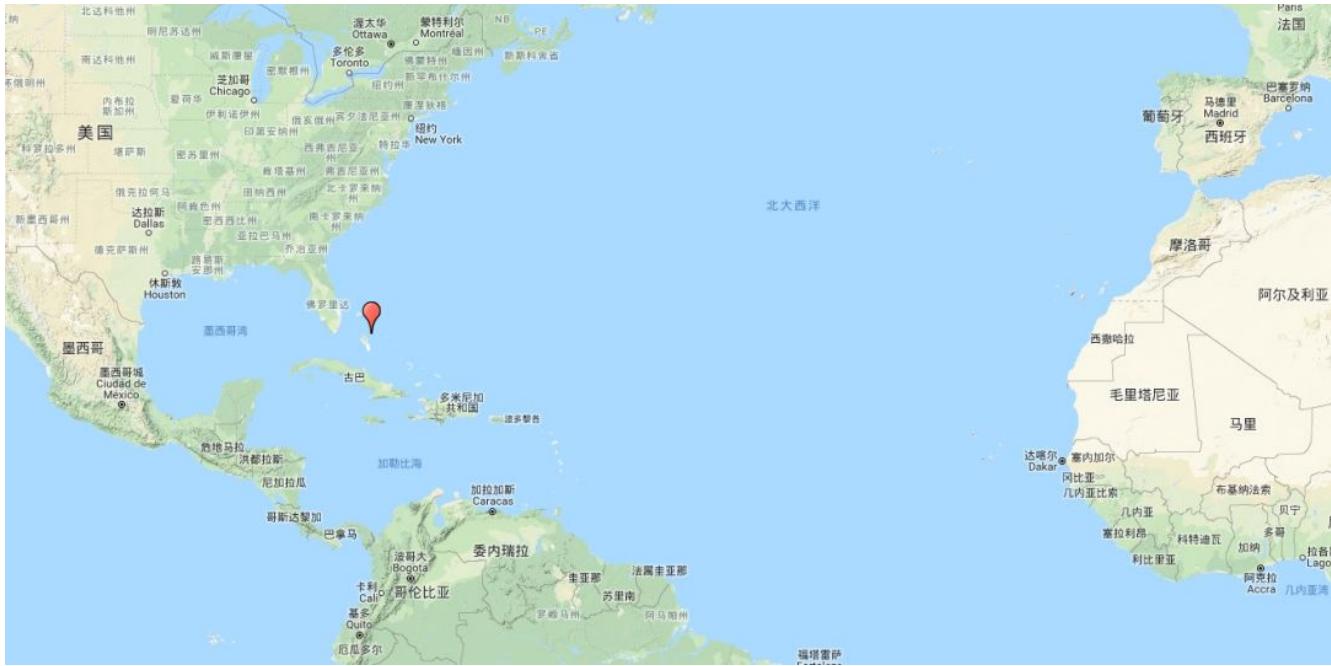 北达科他州
明尼苏达州
渥太华
Ottawa
蒙特利尔
Montréal
NB
PE
Paris
法国
南达科他州
威斯康星
密歇根州
多伦多
Toronto
佛蒙特州
缅因州
新斯科舍省
怀俄明州
芝加哥
Chicago
纽约州
新罕布什尔州
巴塞罗纳
Barcelona
内布拉
斯加州
爱荷华
伊利诺伊州
俄亥俄州
宾夕法尼亚州
康涅狄格
马德里
Madrid
葡萄牙
西班牙
美国
印第安纳州
纽约
New York
科罗拉多州
堪萨斯
密苏里州
西弗吉尼亚
州
特拉华
肯塔基州
弗吉尼亚州
俄克拉何马
田纳西州
北卡罗来纳
州
北大西洋
新墨西哥州
达拉斯
Dallas
阿肯色州
密西西比州
南卡罗来纳
州
亚拉巴马州
乔治亚州
德克萨斯州
路易斯
安那州
摩洛哥
休斯敦
Houston
佛罗里达
阿尔及利亚
墨西哥湾
西撒哈拉
墨西哥
墨西哥城
Ciudad de
México
古巴
多米尼加
共和国
波多黎各
毛里塔尼亚
马里
危地马拉
洪都拉斯
加勒比海
达喀尔
Dakar
塞内加尔
冈比亚
尼加拉瓜
几内亚比索
布基纳法索
加拉加斯
Caracas
哥斯达黎加
巴拿马
几内亚
贝宁
塞拉利昂
科特迪瓦
多哥
加纳
利比里亚
Lago
委内瑞拉
波哥大
Bogota
哥伦比亚
卡利
Cali
圭亚那
法属圭亚那
苏里南
阿克拉
Accra
几内亚湾
基多
Quito
罗赖马州
阿马帕州
厄瓜多尔
福塔雷萨